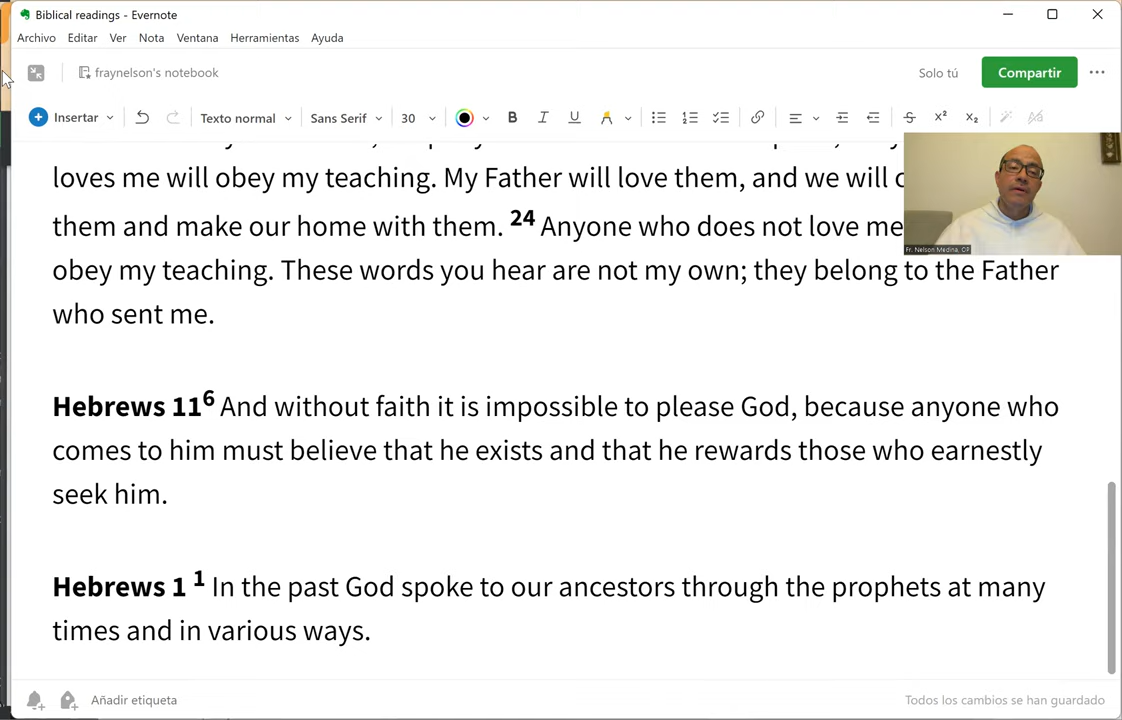 Biblical readings - Evernote
Archivo Editar Ver Nota Ventana Herramientas Ayuda
fraynelson's notebook Solo tú Compartir
Insertar Texto normal Sans Serif 30 B I U S X² X₂
loves me will obey my teaching. My Father will love them, and we will
them and make our home with them. 24 Anyone who does not love me
Fr. Nelson Medina, OP
obey my teaching. These words you hear are not my own; they belong to the Father
who sent me.
Hebrews 11 6 And without faith it is impossible to please God, because anyone who
comes to him must believe that he exists and that he rewards those who earnestly
seek him.
Hebrews 1 1 In the past God spoke to our ancestors through the prophets at many
times and in various ways.
Añadir etiqueta Todos los cambios se han guardado